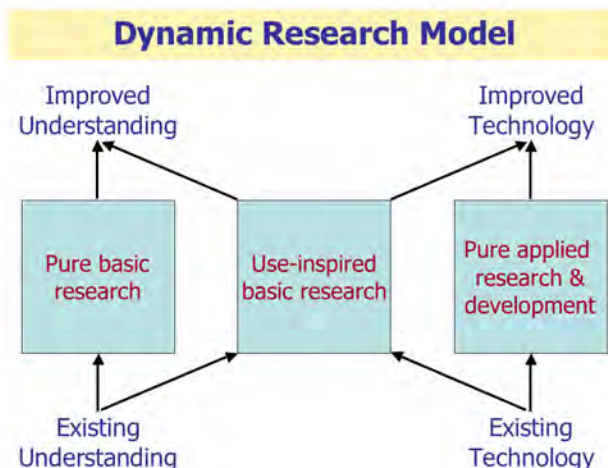 Dynamic Research Model
Improved
Understanding
Improved
Technology
Pure basic
research
Use-inspired
basic research
Pure applied
research &
development
Existing
Understanding
Existing
Technology